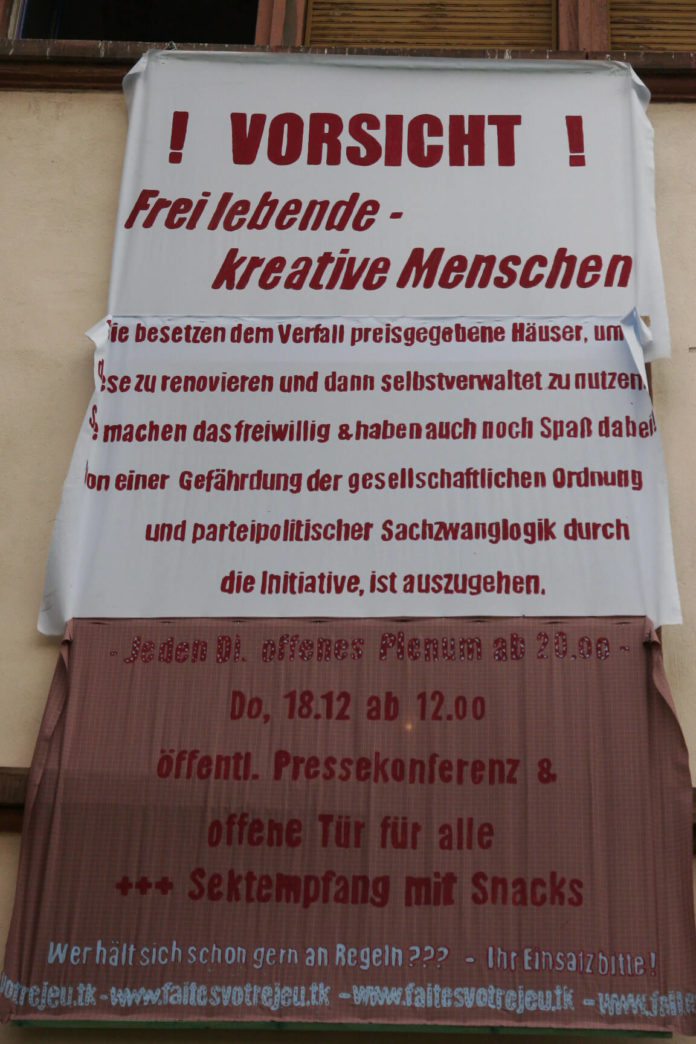 ! VORSICHT !
Frei lebende -
kreative Menschen
ie besetzen dem Verfall preisgegebene Häuser, um
se zu renovieren und dann selbstverwaltet zu nutzen.
machen das freiwillig & haben auch noch Spaß dabei!
on einer Gefährdung der gesellschaftlichen Ordnung
und parteipolitischer Sachzwanglogik durch
die Initiative, ist auszugehen.
- Jeden Di. offenes Plenum ab 20.00 -
Do, 18.12 ab 12.00
öffentl. Pressekonferenz &
offene Tür für alle
+++ Sektempfang mit Snacks
Wer hält sich schon gern an Regeln ??? - Ihr Einsatz bitte!
otrejeu.tk - www.faitesvotrejeu.tk - www.faitesvotrejeu.tk - www.faite